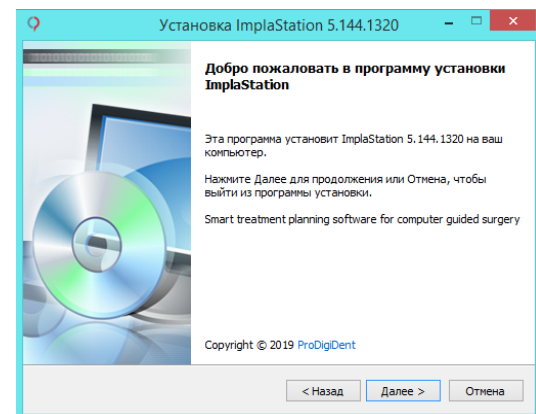 Установка ImplaStation 5.144.1320
Добро пожаловать в программу установки
ImplaStation
Эта программа установит ImplaStation 5.144.1320 на ваш
компьютер.
Нажмите Далее для продолжения или Отмена, чтобы
выйти из программы установки.
Smart treatment planning software for computer guided surgery
Copyright © 2019 ProDigiDent
< Назад Далее > Отмена